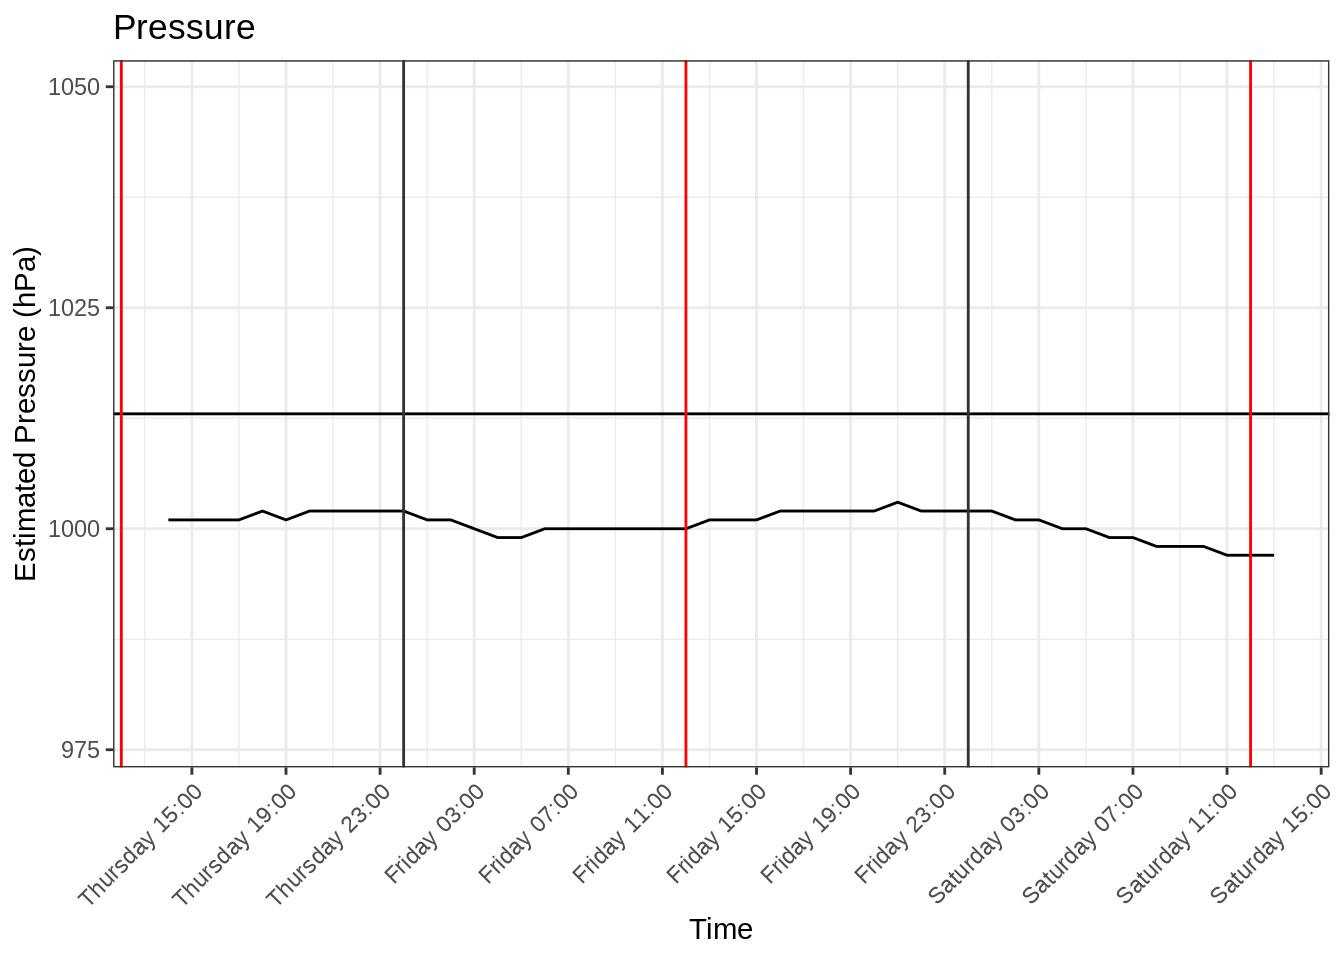 Pressure
Estimated Pressure (hPa)
1050
1025
1000
975
Thursday 15:00
Thursday 19:00
Thursday 23:00
Friday 03:00
Friday 07:00
Friday 11:00
Friday 15:00
Friday 19:00
Friday 23:00
Saturday 03:00
Saturday 07:00
Saturday 11:00
Saturday 15:00
Time